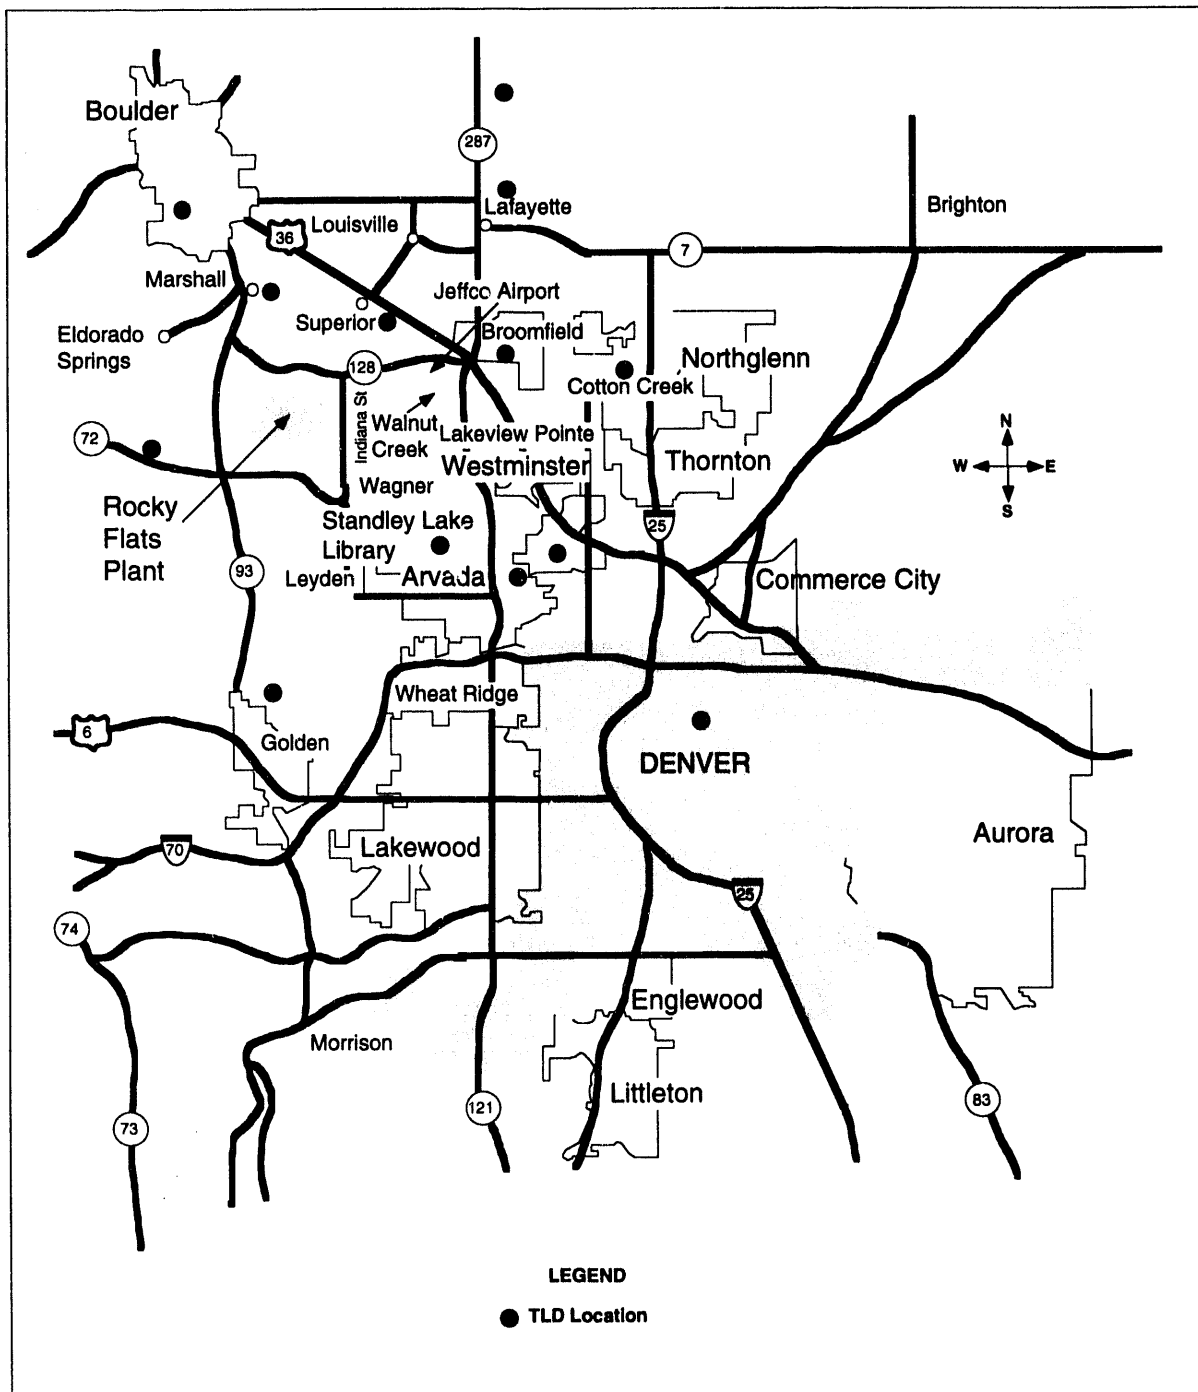 Boulder
287
Lafayette
Brighton
Louisville
36
7
Marshall
Jeffco Airport
Superior
Broomfield
Eldorado
Springs
Northglenn
128
Cotton Creek
Indiana St
Walnut
Creek
72
Lakeview Pointe
Westminster
Thornton
N
W
E
S
Wagner
Rocky
Flats
Plant
Standley Lake
Library
25
93
Leyden
Arvada
Commerce City
Wheat Ridge
6
Golden
DENVER
Aurora
70
Lakewood
25
74
Englewood
Morrison
Littleton
121
83
73
LEGEND
TLD Location